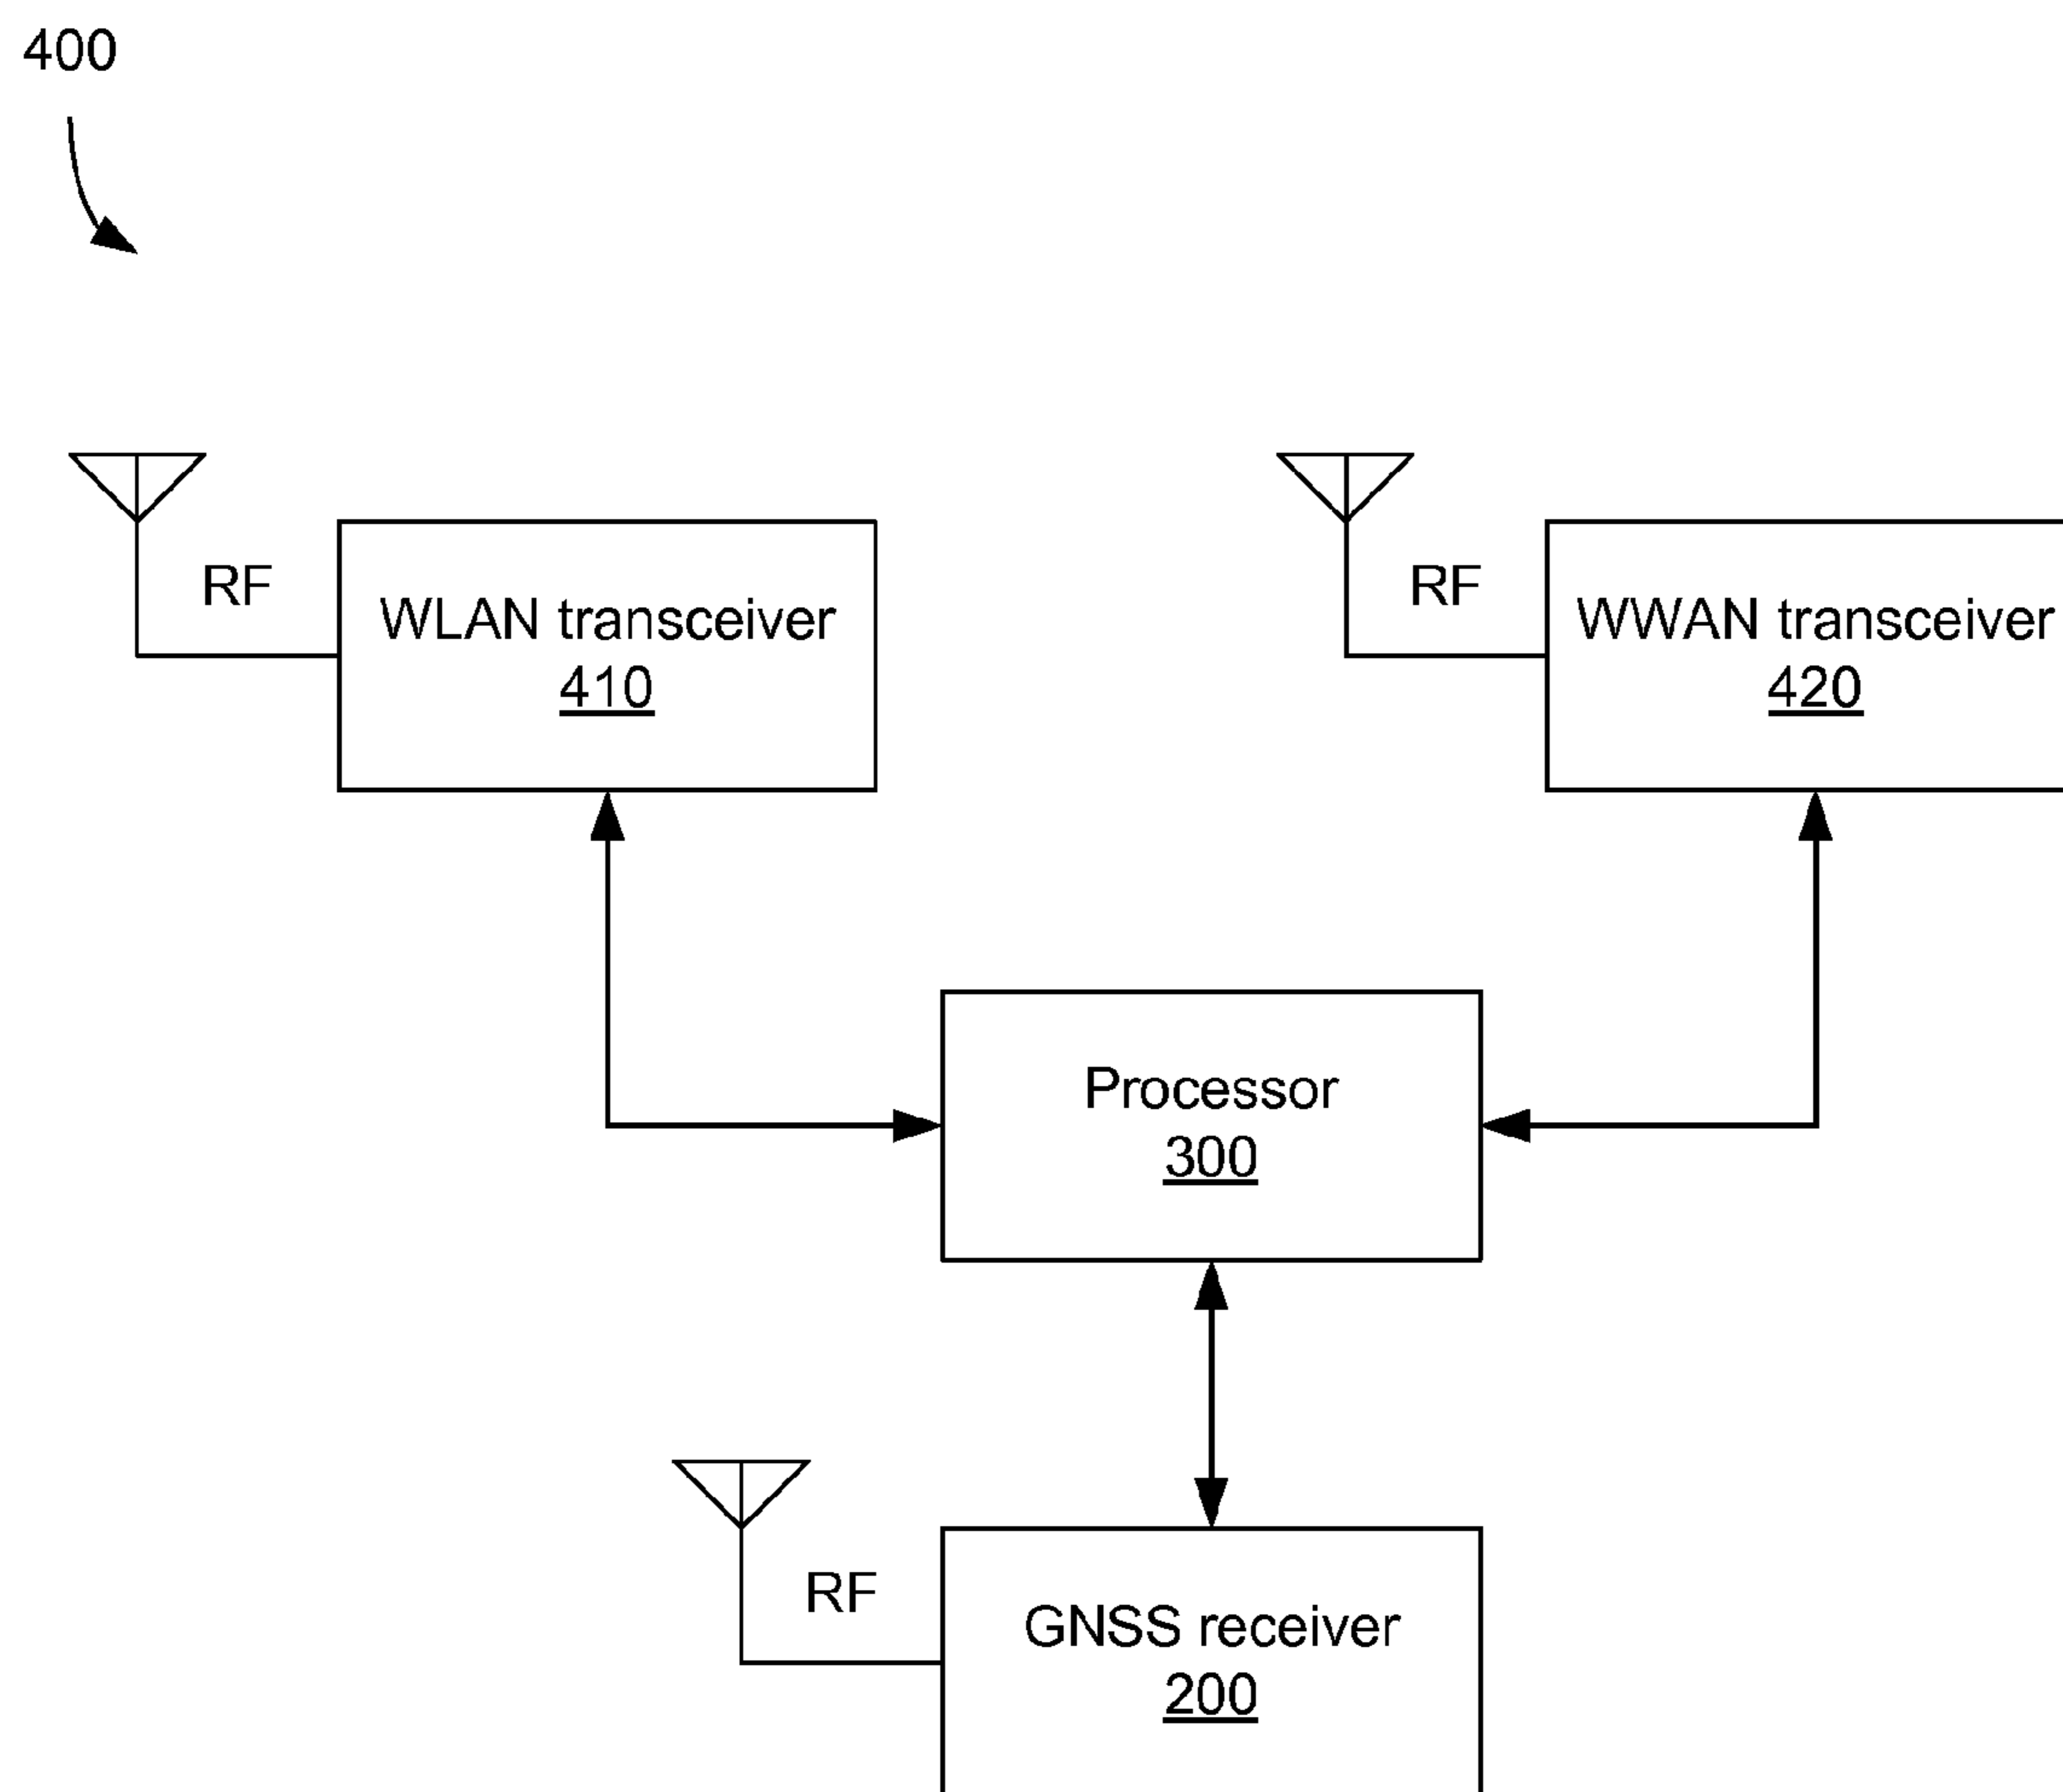 400
RF
WLAN transceiver
410
RF
WWAN transceiver
420
Processor
300
RF
GNSS receiver
200